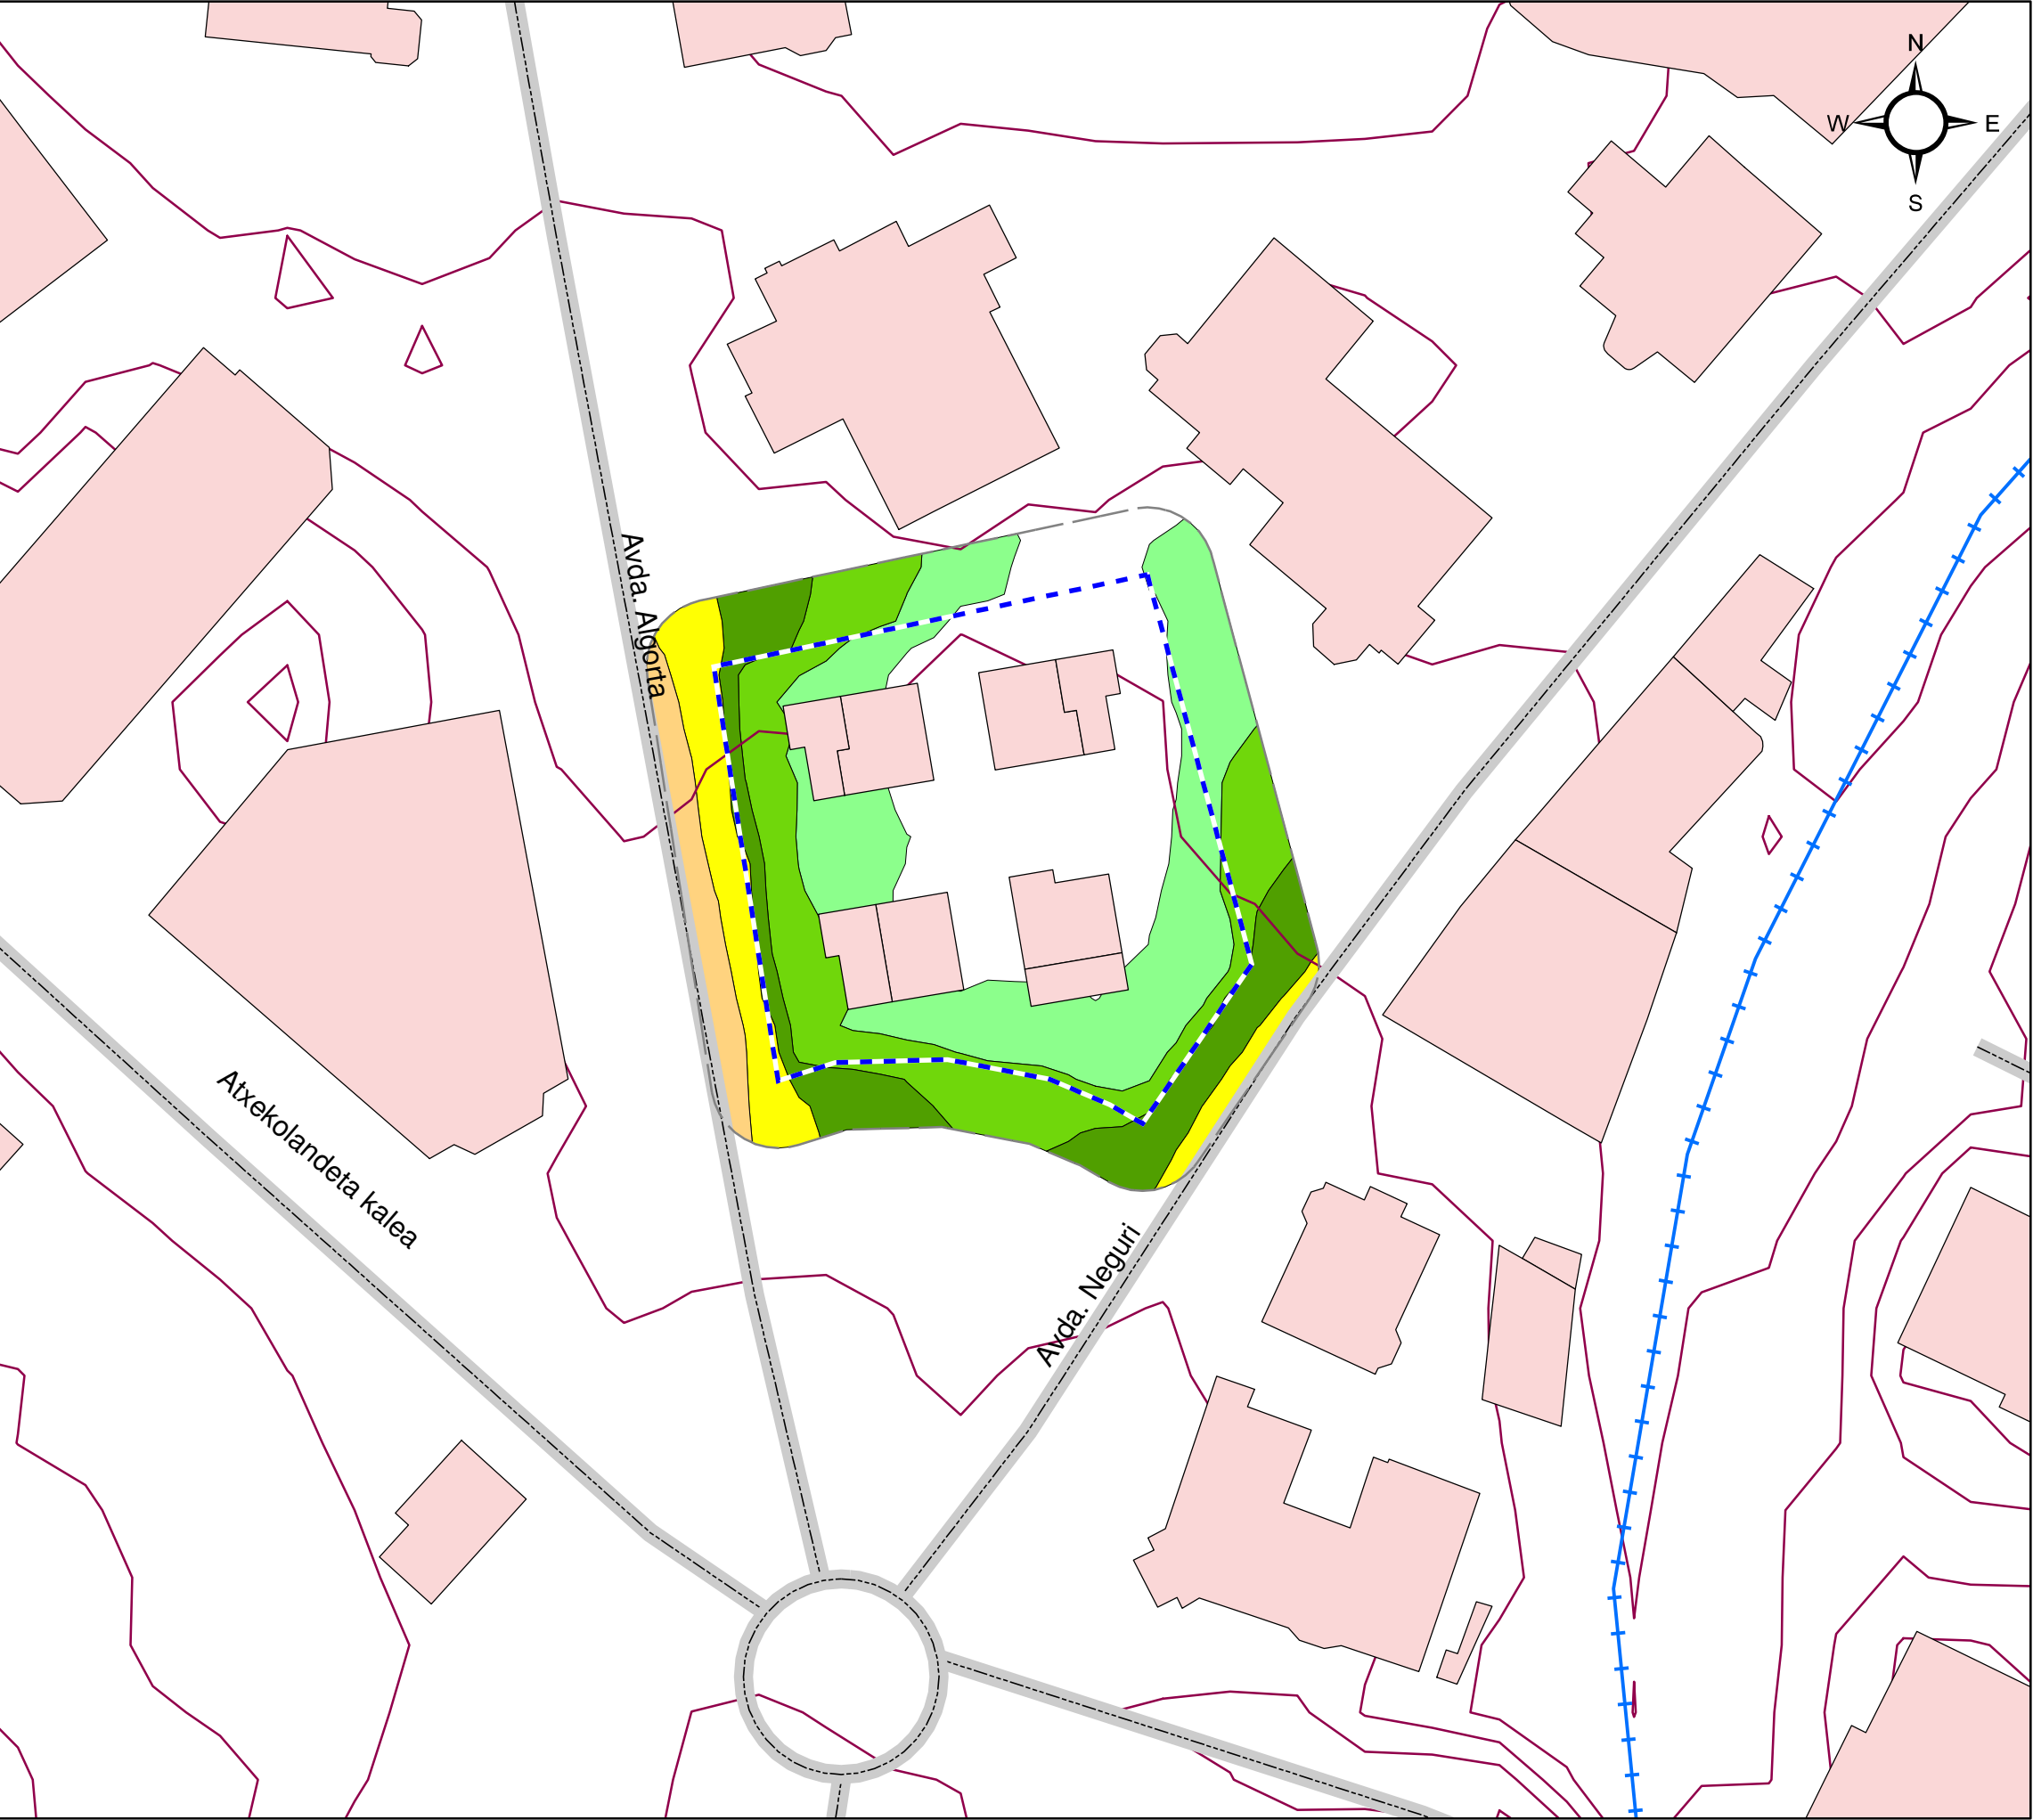 N
W E
S
Avda. Algorta
Atxekolandeta kalea
Avda. Neguri